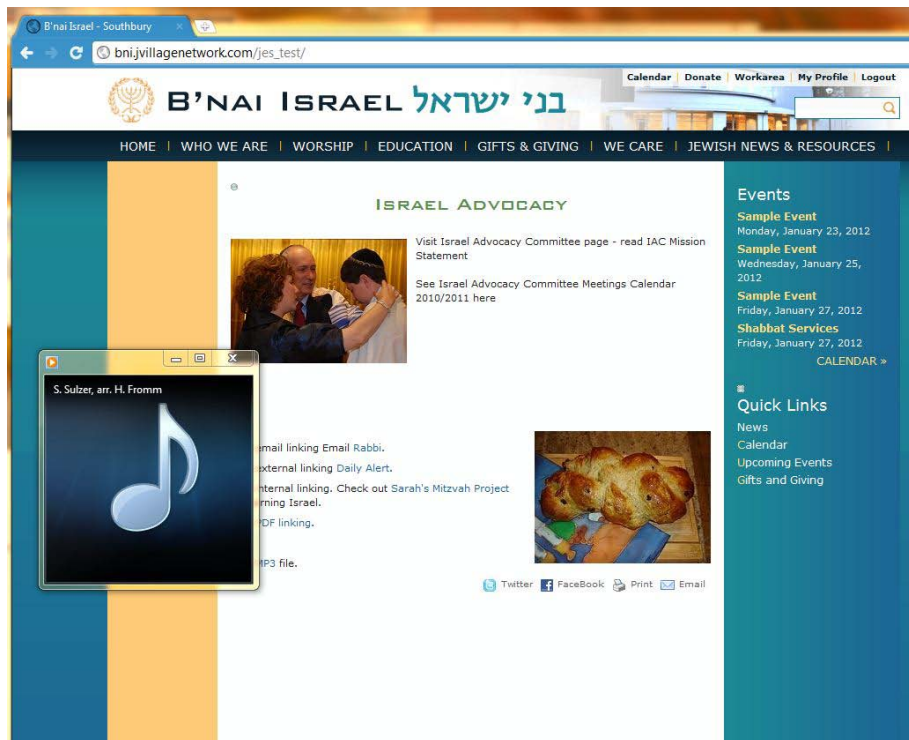 B'nai Israel - Southbury
bni.jvillagenetwork.com/jes_test/
Calendar | Donate | Workarea | My Profile | Logout
B'NAI ISRAEL בני ישראל
HOME | WHO WE ARE | WORSHIP | EDUCATION | GIFTS & GIVING | WE CARE | JEWISH NEWS & RESOURCES |
ISRAEL ADVOCACY
Visit Israel Advocacy Committee page - read IAC Mission
Statement
See Israel Advocacy Committee Meetings Calendar
2010/2011 here
S. Sulzer, arr. H. Fromm
email linking Email Rabbi.
external linking Daily Alert.
internal linking. Check out Sarah's Mitzvah Project
Israel.
PDF linking.
MP3 file.
Twitter FaceBook Print Email
Events
Sample Event
Monday, January 23, 2012
Sample Event
Wednesday, January 25,
2012
Sample Event
Friday, January 27, 2012
Shabbat Services
Friday, January 27, 2012
CALENDAR »
Quick Links
News
Calendar
Upcoming Events
Gifts and Giving